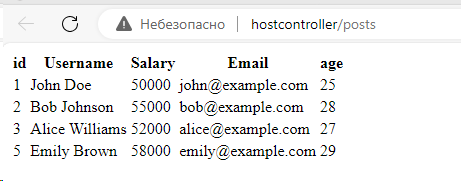 Небезопасно hostcontroller/posts
id Username Salary Email age
1 John Doe 50000 john@example.com 25
2 Bob Johnson 55000 bob@example.com 28
3 Alice Williams 52000 alice@example.com 27
5 Emily Brown 58000 emily@example.com 29